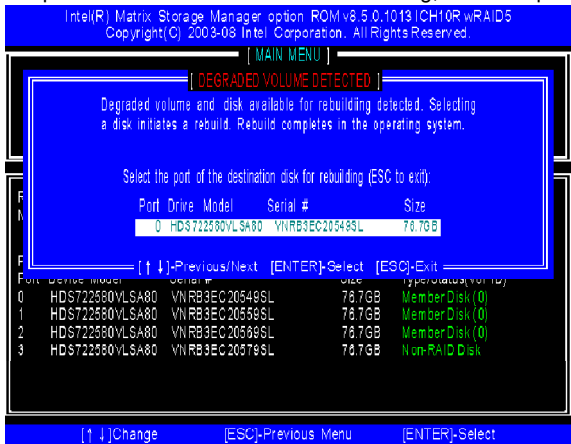 Intel(R) Matrix Storage Manager option ROM v8.5.0.1013 ICH10R wRAID5
Copyright(C) 2003-08 Intel Corporation. All Rights Reserved.
[ MAIN MENU ]
[ DEGRADED VOLUME DETECTED ]
Degraded volume and disk available for rebuilding detected. Selecting
a disk initiates a rebuild. Rebuild completes in the operating system.
Select the port of the destination disk for rebuilding (ESC to exit):
Port Drive Model Serial # Size
0 HDS722580VLSA80 VNRB3EC20549SL 76.7GB
[↑↓]-Previous/Next [ENTER]-Select [ESC]-Exit
Port Device Model Serial # Size Type/Status(Vol ID)
0 HDS722580VLSA80 VNRB3EC20549SL 76.7GB Member Disk (0)
1 HDS722580VLSA80 VNRB3EC20559SL 76.7GB Member Disk (0)
2 HDS722580VLSA80 VNRB3EC20569SL 76.7GB Member Disk (0)
3 HDS722580VLSA80 VNRB3EC20579SL 76.7GB Non-RAID Disk
[↑↓]Change [ESC]-Previous Menu [ENTER]-Select